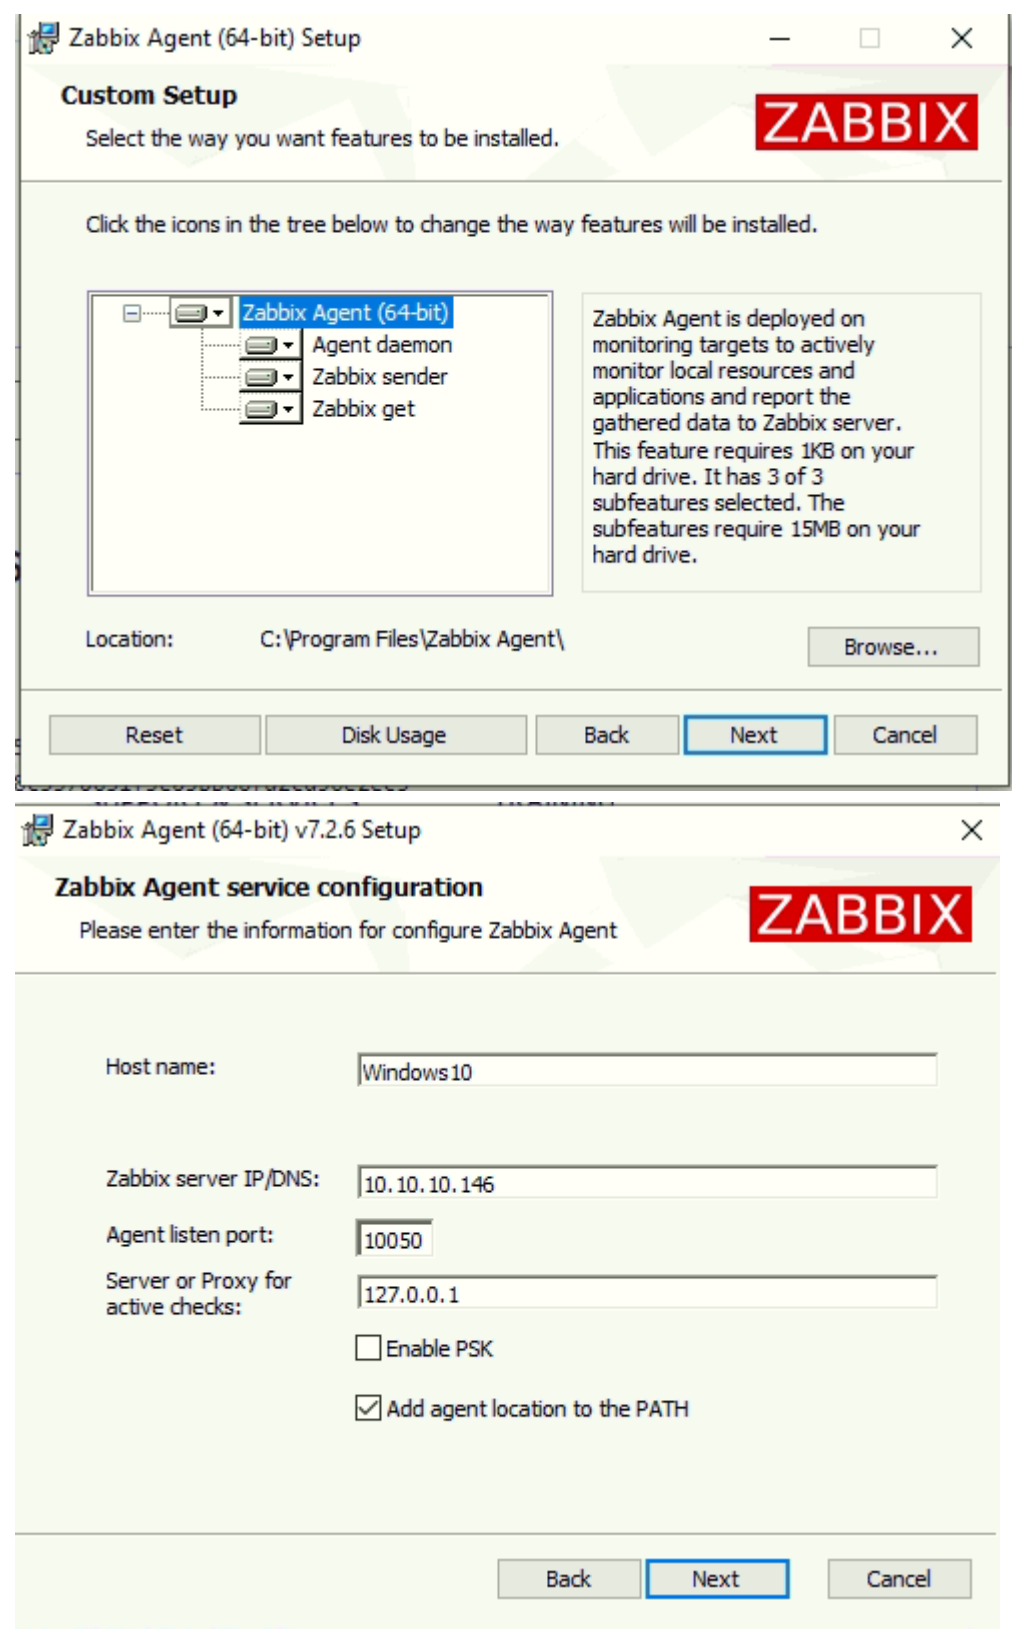 Zabbix Agent (64-bit) Setup
Custom Setup
Select the way you want features to be installed.
ZABBIX
Click the icons in the tree below to change the way features will be installed.
Zabbix Agent (64-bit)
Agent daemon
Zabbix sender
Zabbix get
Zabbix Agent is deployed on
monitoring targets to actively
monitor local resources and
applications and report the
gathered data to Zabbix server.
This feature requires 1KB on your
hard drive. It has 3 of 3
subfeatures selected. The
subfeatures require 15MB on your
hard drive.
Location: C:\Program Files\Zabbix Agent\
Browse...
Reset Disk Usage Back Next Cancel
Zabbix Agent (64-bit) v7.2.6 Setup
Zabbix Agent service configuration
Please enter the information for configure Zabbix Agent
ZABBIX
Host name: Windows10
Zabbix server IP/DNS: 10.10.10.146
Agent listen port: 10050
Server or Proxy for
active checks: 127.0.0.1
Enable PSK
Add agent location to the PATH
Back Next Cancel